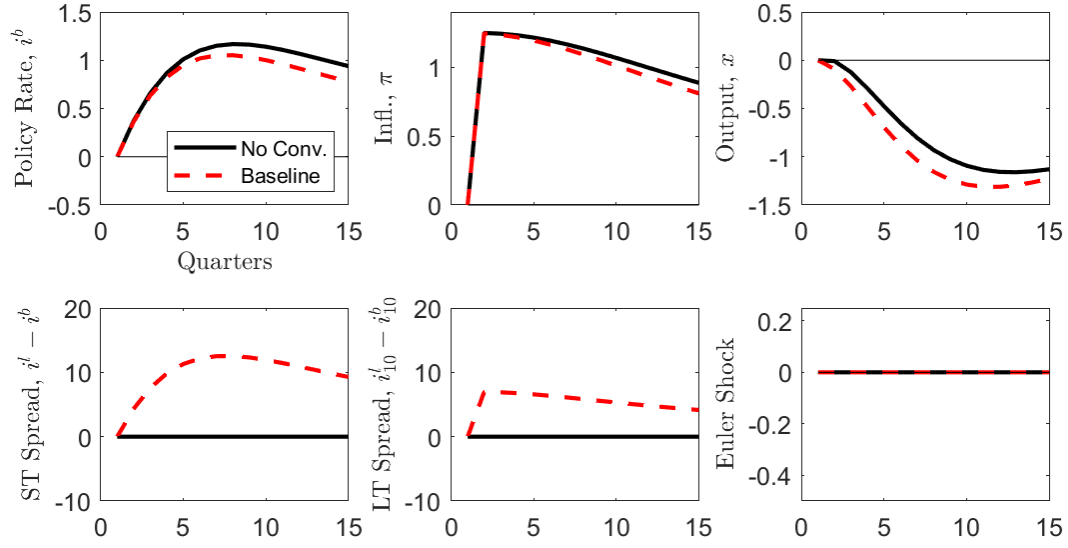 Policy Rate, i^b
1.5
1
0.5
0
-0.5
0 5 10 15
Quarters
No Conv.
Baseline
Infl., π
1
0.5
0
0 5 10 15
Output, x
0.5
0
-0.5
-1
-1.5
0 5 10 15
ST Spread, i^l − i^b
20
10
0
-10
0 5 10 15
LT Spread, i^l_10 − i^b_10
20
10
0
-10
0 5 10 15
Euler Shock
0.2
0
-0.2
-0.4
0 5 10 15